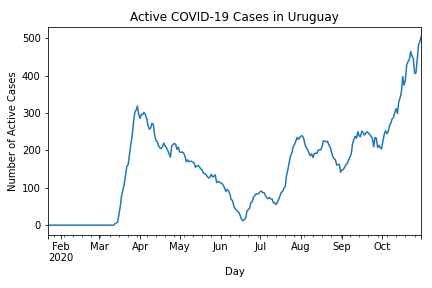 Active COVID-19 Cases in Uruguay
500
400
300
200
100
0
Number of Active Cases
Feb
2020
Mar
Apr
May
Jun
Jul
Aug
Sep
Oct
Day